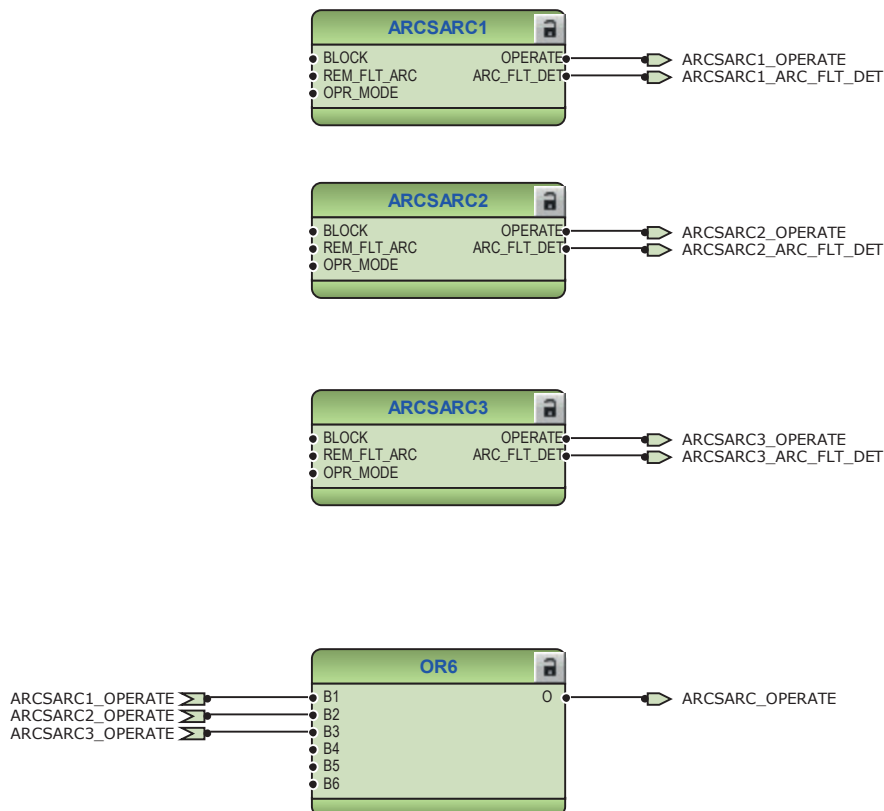 ARCSARC1
BLOCK OPERATE ARCSARC1_OPERATE
REM_FLT_ARC ARC_FLT_DET ARCSARC1_ARC_FLT_DET
OPR_MODE
ARCSARC2
BLOCK OPERATE ARCSARC2_OPERATE
REM_FLT_ARC ARC_FLT_DET ARCSARC2_ARC_FLT_DET
OPR_MODE
ARCSARC3
BLOCK OPERATE ARCSARC3_OPERATE
REM_FLT_ARC ARC_FLT_DET ARCSARC3_ARC_FLT_DET
OPR_MODE
OR6
ARCSARC1_OPERATE B1 O ARCSARC_OPERATE
ARCSARC2_OPERATE B2
ARCSARC3_OPERATE B3
B4
B5
B6